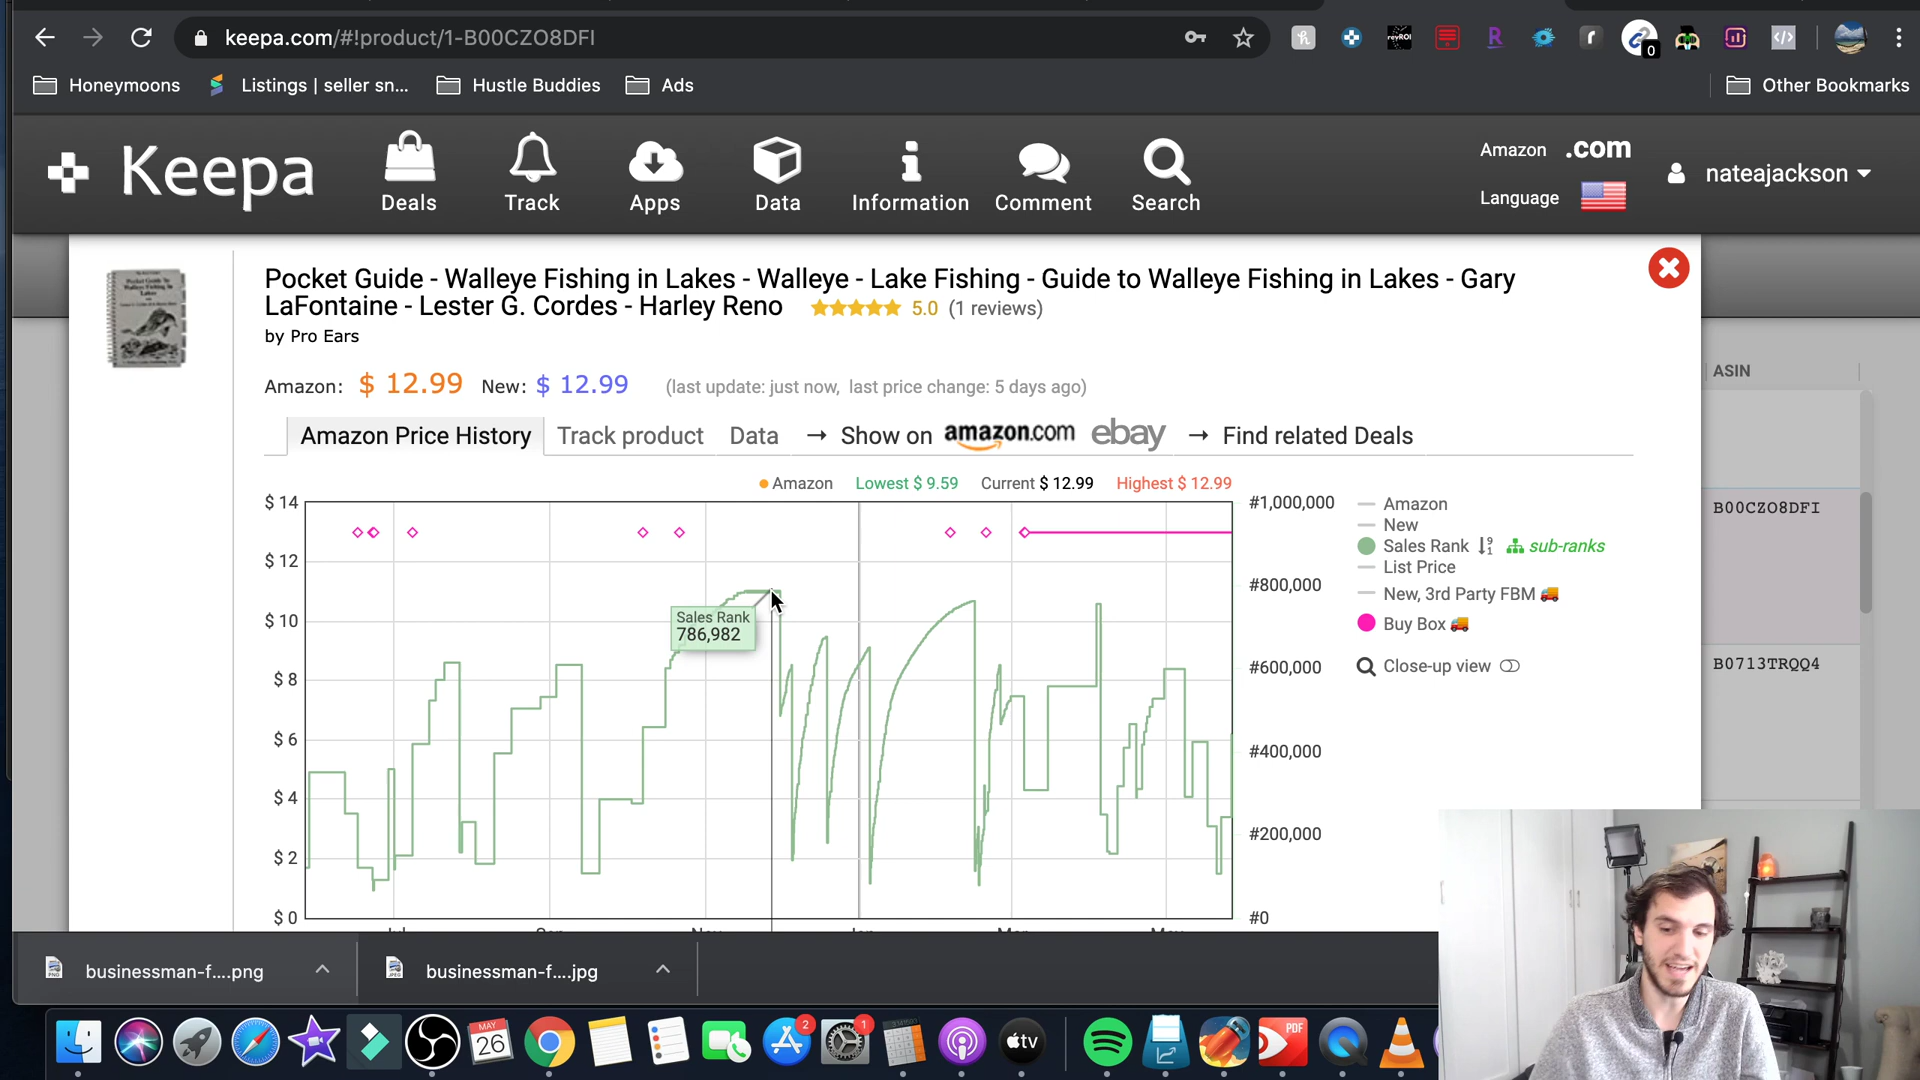 keepa.com/#!product/1-B00CZO8DFI
revROI
0
Honeymoons
Listings | seller sn...
Hustle Buddies
Ads
Other Bookmarks
Keepa
Deals
Track
Apps
Data
Information
Comment
Search
Amazon .com
Language
nateajackson
Pocket Guide - Walleye Fishing in Lakes - Walleye - Lake Fishing - Guide to Walleye Fishing in Lakes - Gary
LaFontaine - Lester G. Cordes - Harley Reno 5.0 (1 reviews)
by Pro Ears
Amazon: $ 12.99 New: $ 12.99 (last update: just now, last price change: 5 days ago)
Amazon Price History
Track product
Data
→ Show on amazon.com ebay
→ Find related Deals
Amazon Lowest $ 9.59 Current $ 12.99 Highest $ 12.99
$ 14
$ 12
$ 10
$ 8
$ 6
$ 4
$ 2
$ 0
Sales Rank
786,982
#1,000,000
#800,000
#600,000
#400,000
#200,000
#0
Amazon
New
Sales Rank sub-ranks
List Price
New, 3rd Party FBM
Buy Box
Close-up view
ASIN
B00CZO8DFI
B0713TRQQ4
businessman-f....png
businessman-f....jpg
MAY
26
2
1
tv
PDF